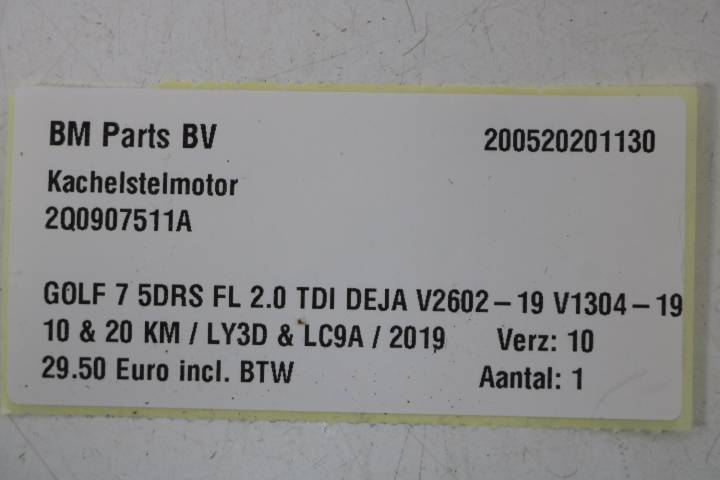 BM Parts BV 200520201130
Kachelstelmotor
2Q0907511A
GOLF 7 5DRS FL 2.0 TDI DEJA V2602-19 V1304-19
10 & 20 KM / LY3D & LC9A / 2019 Verz: 10
29.50 Euro incl. BTW Aantal: 1